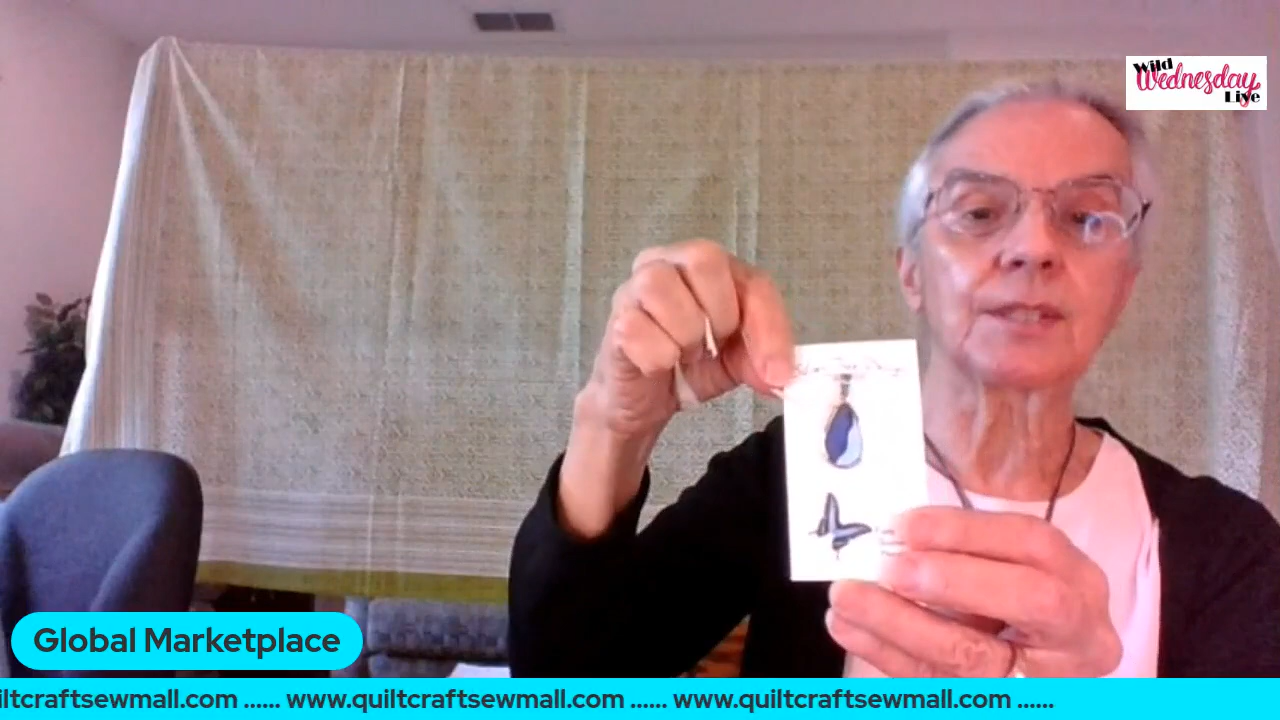 Wild
Wednesday
Live
Global Marketplace
iltcraftsewmall.com ...... www.quiltcraftsewmall.com ...... www.quiltcraftsewmall.com ......